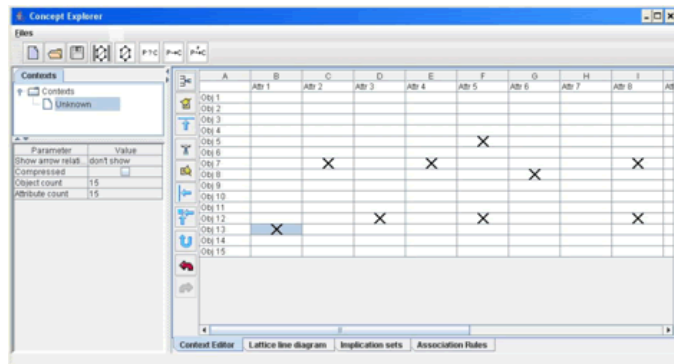 Concept Explorer
Files
P?C P→C P→C
Contexts
Contexts
Unknown
Parameter Value
Show arrow relati... don't show
Compressed
Object count 15
Attribute count 15
A B C D E F G H I
Attr 1 Attr 2 Attr 3 Attr 4 Attr 5 Attr 6 Attr 7 Attr 8
Obj 1
Obj 2
Obj 3
Obj 4
Obj 5 X
Obj 6
Obj 7 X X X
Obj 8 X
Obj 9
Obj 10
Obj 11
Obj 12 X X X
Obj 13 X
Obj 14
Obj 15
Context Editor Lattice line diagram Implication sets Association Rules